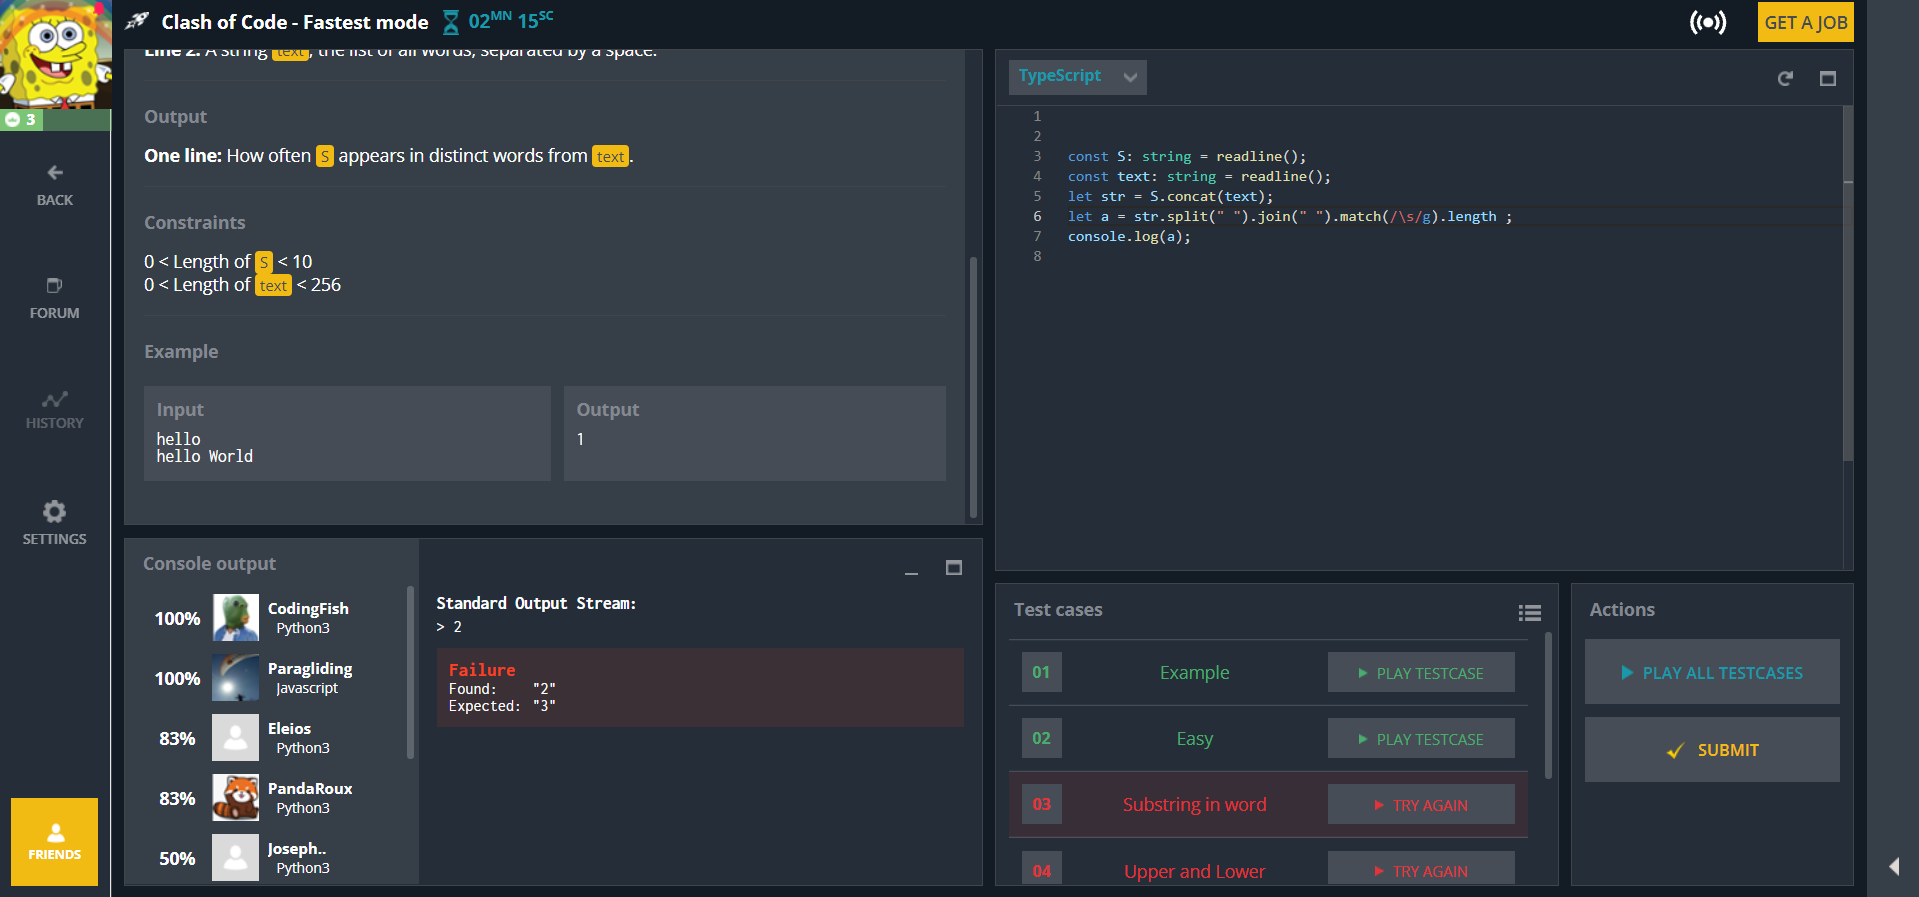 Clash of Code - Fastest mode 02MN 15SC
GET A JOB
3
BACK
FORUM
HISTORY
SETTINGS
FRIENDS
Line 2: A string text, the list of all words, separated by a space.
Output
One line: How often S appears in distinct words from text.
Constraints
0 < Length of S < 10
0 < Length of text < 256
Example
Input
hello
hello World
Output
1
Console output
100% CodingFish
Python3
100% Paragliding
Javascript
83% Eleios
Python3
83% PandaRoux
Python3
50% Joseph..
Python3
Standard Output Stream:
> 2
Failure
Found: "2"
Expected: "3"
TypeScript
1
2
3 const S: string = readline();
4 const text: string = readline();
5 let str = S.concat(text);
6 let a = str.split(" ").join(" ").match(/\s/g).length ;
7 console.log(a);
8
Test cases
01 Example PLAY TESTCASE
02 Easy PLAY TESTCASE
03 Substring in word TRY AGAIN
04 Upper and Lower TRY AGAIN
Actions
PLAY ALL TESTCASES
SUBMIT